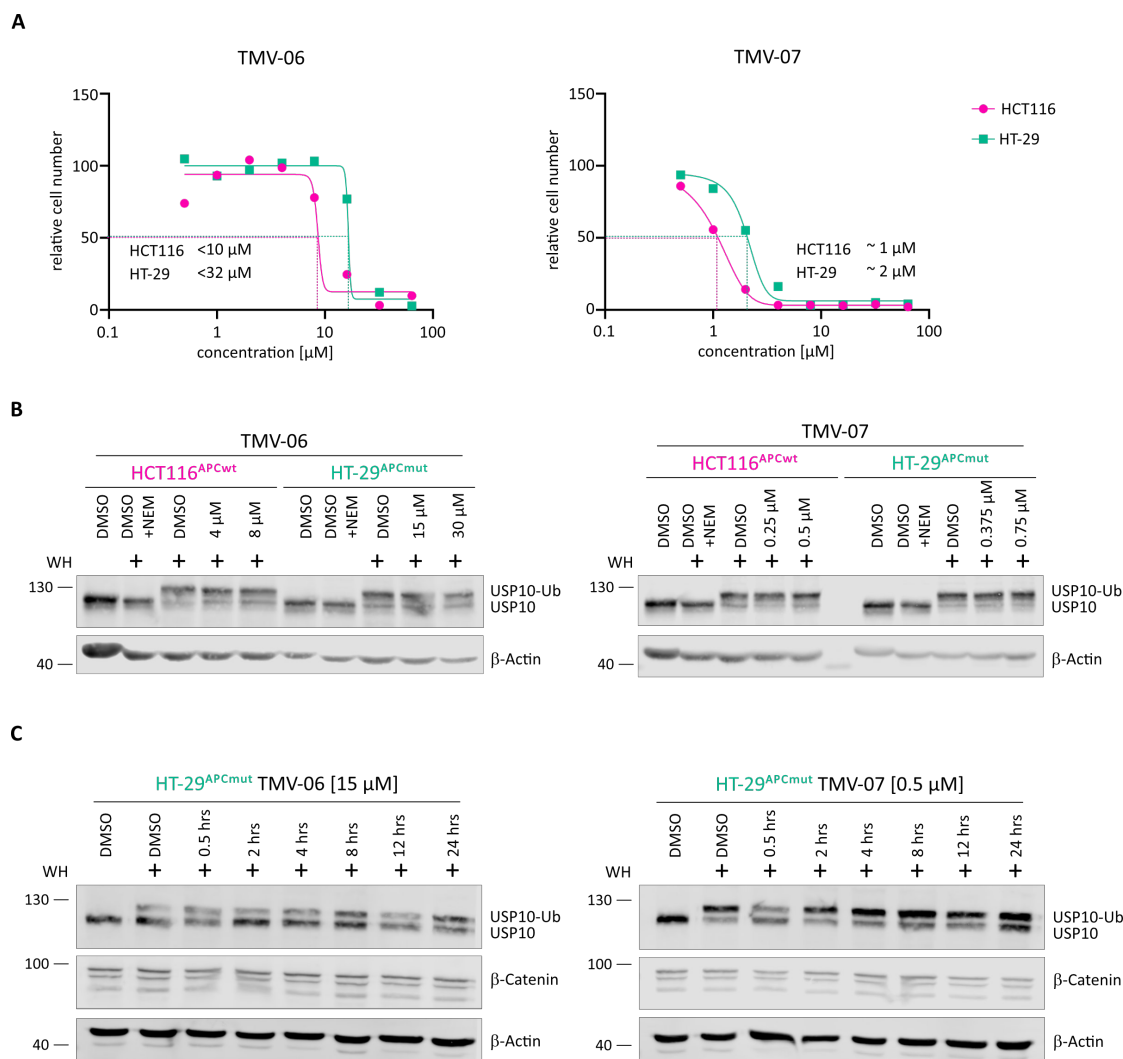 A
TMV-06
TMV-07
150
100
50
0
relative cell number
0.1
1
10
100
concentration [µM]
HCT116 <10 µM
HT-29 <32 µM
150
100
50
0
relative cell number
0.1
1
10
100
concentration [µM]
HCT116 ~ 1 µM
HT-29 ~ 2 µM
HCT116
HT-29
B
TMV-06
HCT116APCwt HT-29APCmut
DMSO
DMSO
+NEM
DMSO
4 µM
8 µM
DMSO
DMSO
+NEM
DMSO
15 µM
30 µM
WH + + + + + + +
130
USP10-Ub
USP10
40
β-Actin
TMV-07
HCT116APCwt HT-29APCmut
DMSO
DMSO
+NEM
DMSO
0.25 µM
0.5 µM
DMSO
DMSO
+NEM
DMSO
0.375 µM
0.75 µM
WH + + + + + + +
130
USP10-Ub
USP10
40
β-Actin
C
HT-29APCmut TMV-06 [15 µM]
DMSO
DMSO
0.5 hrs
2 hrs
4 hrs
8 hrs
12 hrs
24 hrs
WH + + + + + + +
130
USP10-Ub
USP10
100
β-Catenin
40
β-Actin
HT-29APCmut TMV-07 [0.5 µM]
DMSO
DMSO
0.5 hrs
2 hrs
4 hrs
8 hrs
12 hrs
24 hrs
WH + + + + + + +
130
USP10-Ub
USP10
100
β-Catenin
40
β-Actin